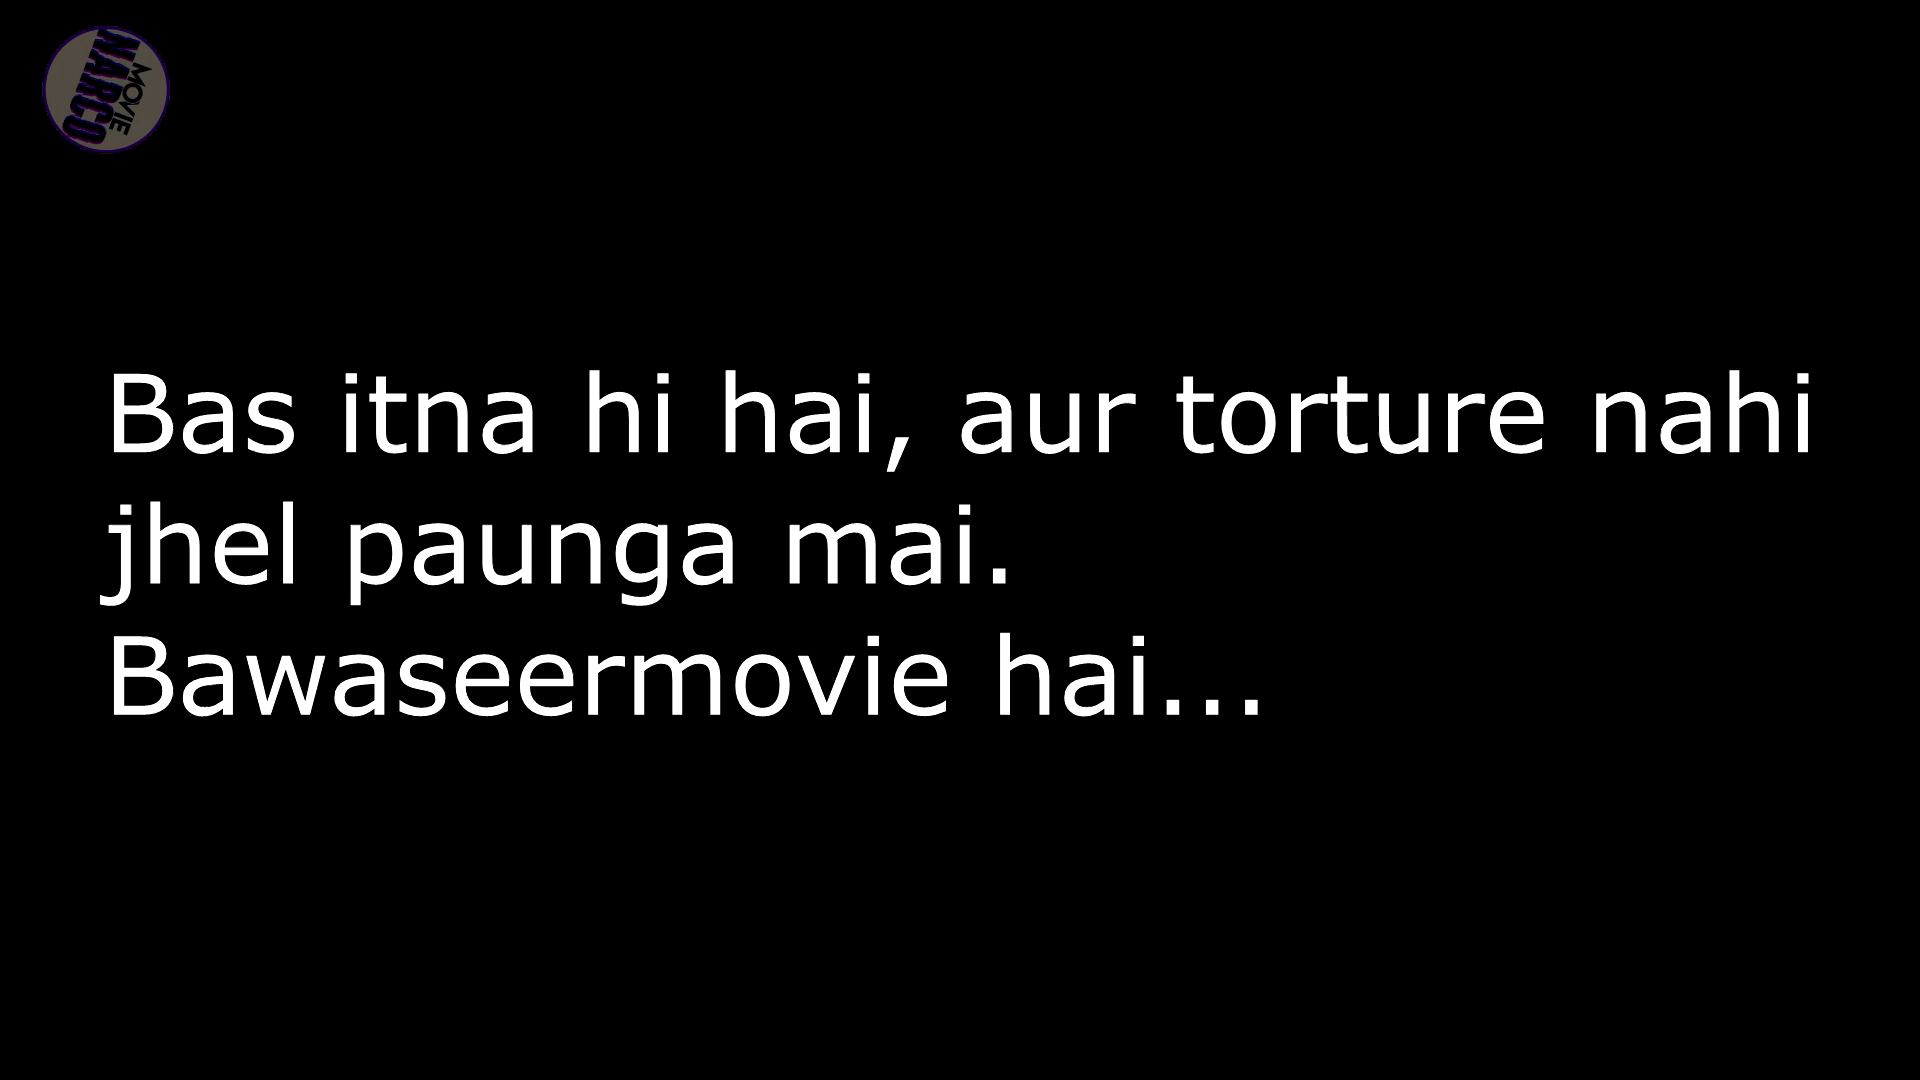 MOVIE
NARCO
Bas itna hi hai, aur torture nahi
jhel paunga mai.
Bawaseermovie hai...